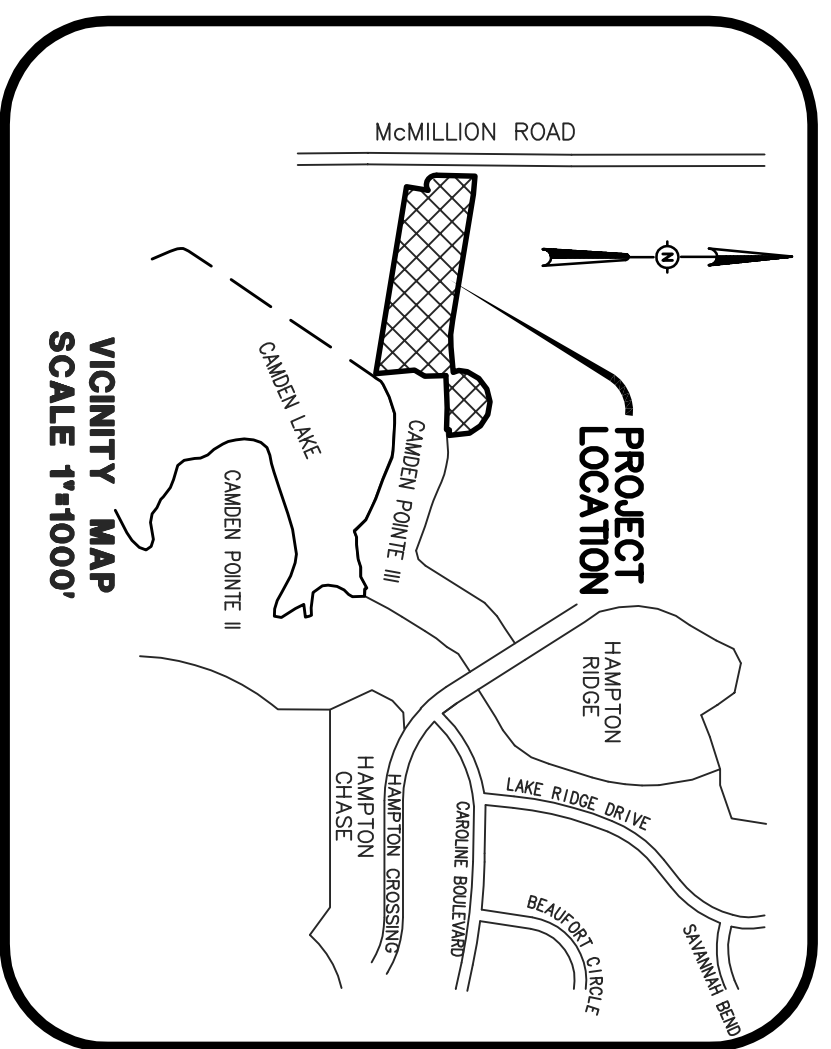 McMILLION ROAD
N
PROJECT
LOCATION
CAMDEN LAKE
CAMDEN POINTE III
CAMDEN POINTE II
VICINITY MAP
SCALE 1"=1000'
HAMPTON
RIDGE
HAMPTON
CHASE
HAMPTON CROSSING
CAROLINE BOULEVARD
LAKE RIDGE DRIVE
BEAUFORT CIRCLE
SAVANNAH BEND